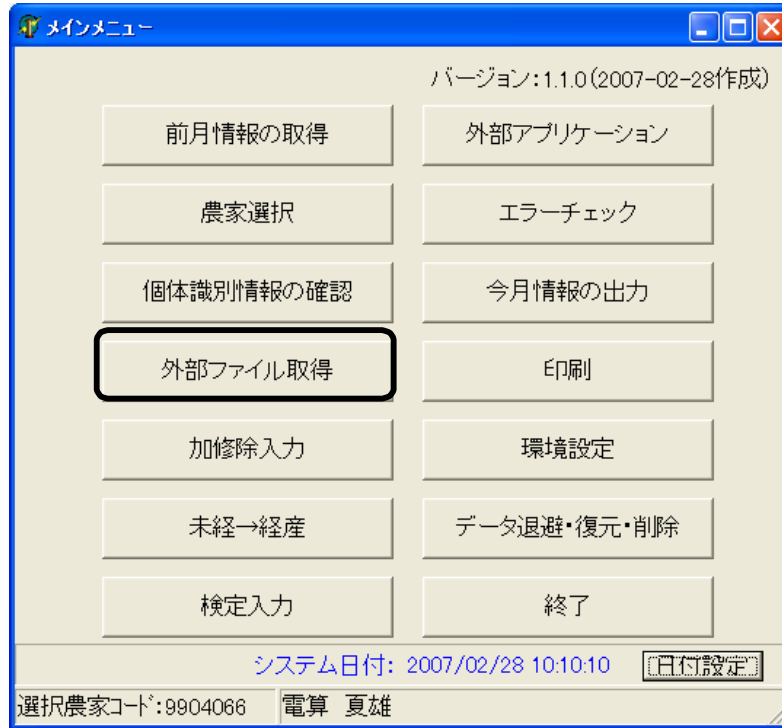 メインメニュー
バージョン:1.1.0(2007-02-28作成)
前月情報の取得 外部アプリケーション
農家選択 エラーチェック
個体識別情報の確認 今月情報の出力
外部ファイル取得 印刷
加修除入力 環境設定
未経→経産 データ退避・復元・削除
検定入力 終了
システム日付: 2007/02/28 10:10:10 日付設定
選択農家ｺｰﾄﾞ:9904066 電算 夏雄